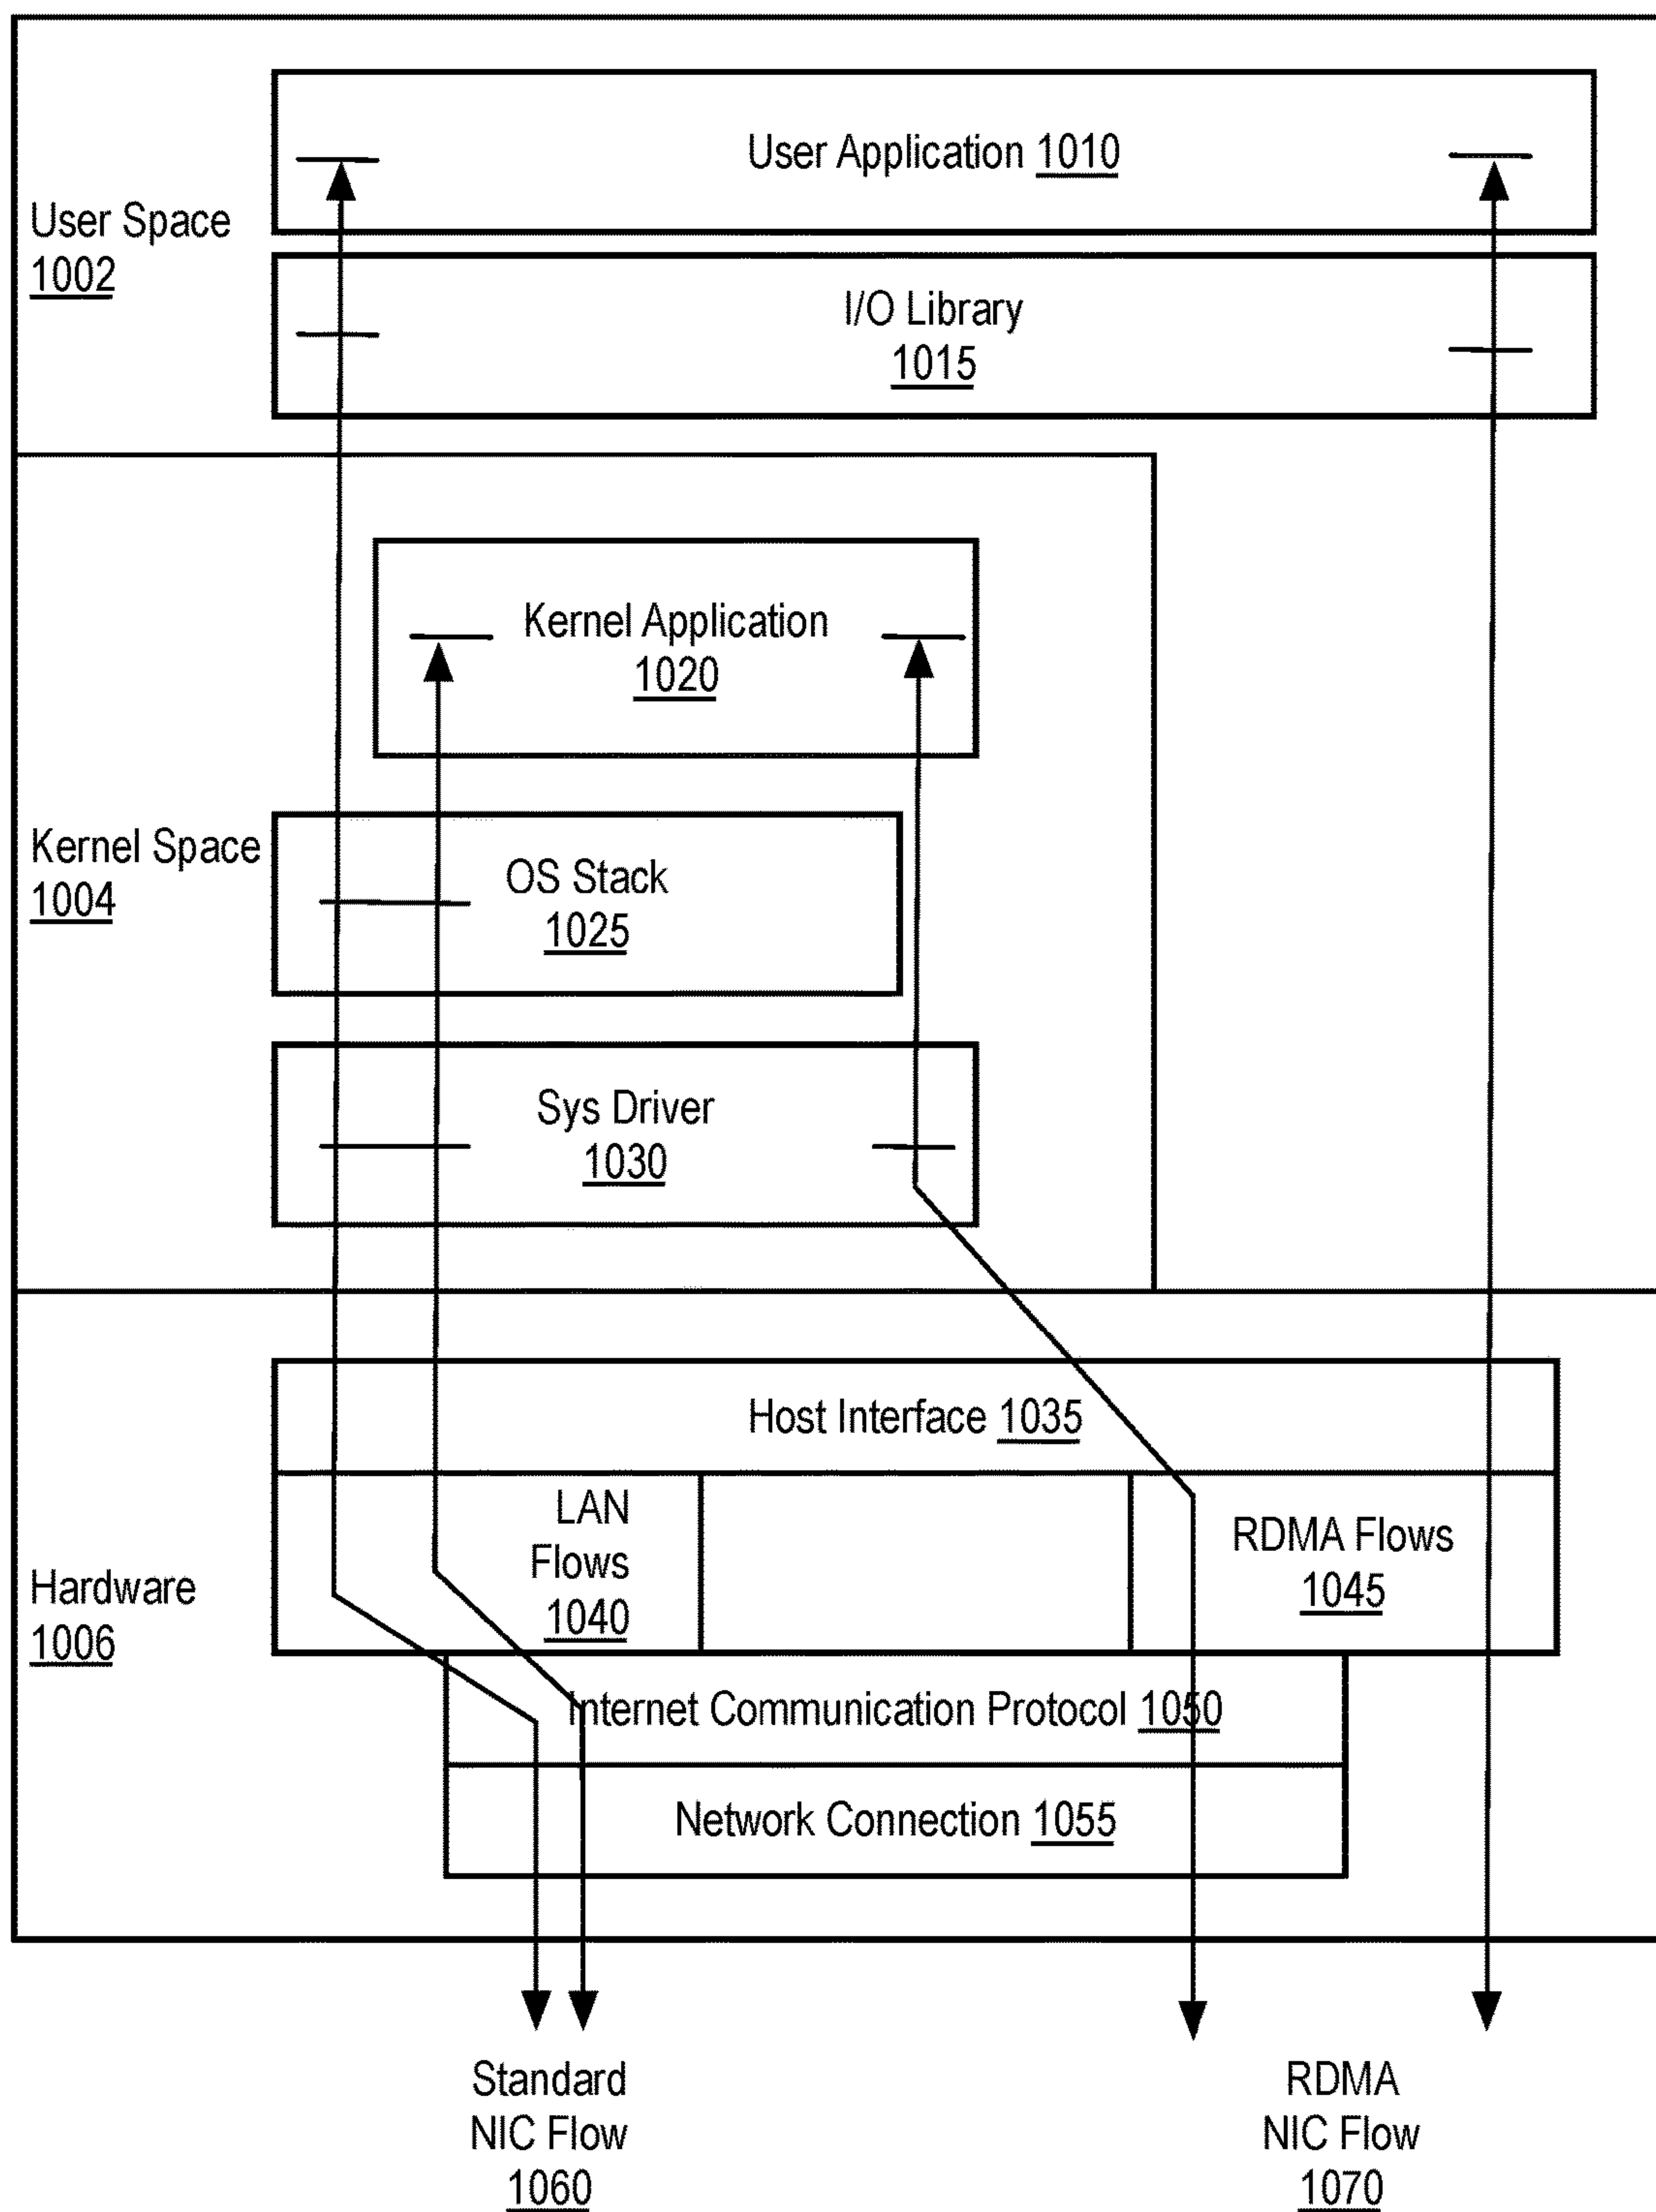 User Application 1010
User Space
1002
I/O Library
1015
Kernel Application
1020
Kernel Space
1004
OS Stack
1025
Sys Driver
1030
Host Interface 1035
LAN
Flows
1040
RDMA Flows
1045
Hardware
1006
Internet Communication Protocol 1050
Network Connection 1055
Standard
NIC Flow
1060
RDMA
NIC Flow
1070